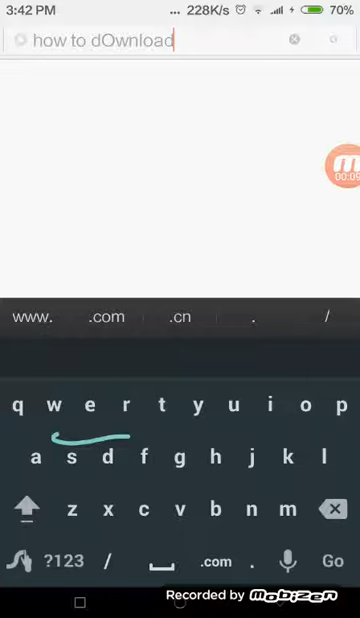 3:42 PM ... 228K/s 70%
how to dOwnload
00:09
www. .com .cn . /
q w e r t y u i o p
a s d f g h j k l
z x c v b n m
?123 / .com . Go
Recorded by MOBIZEN